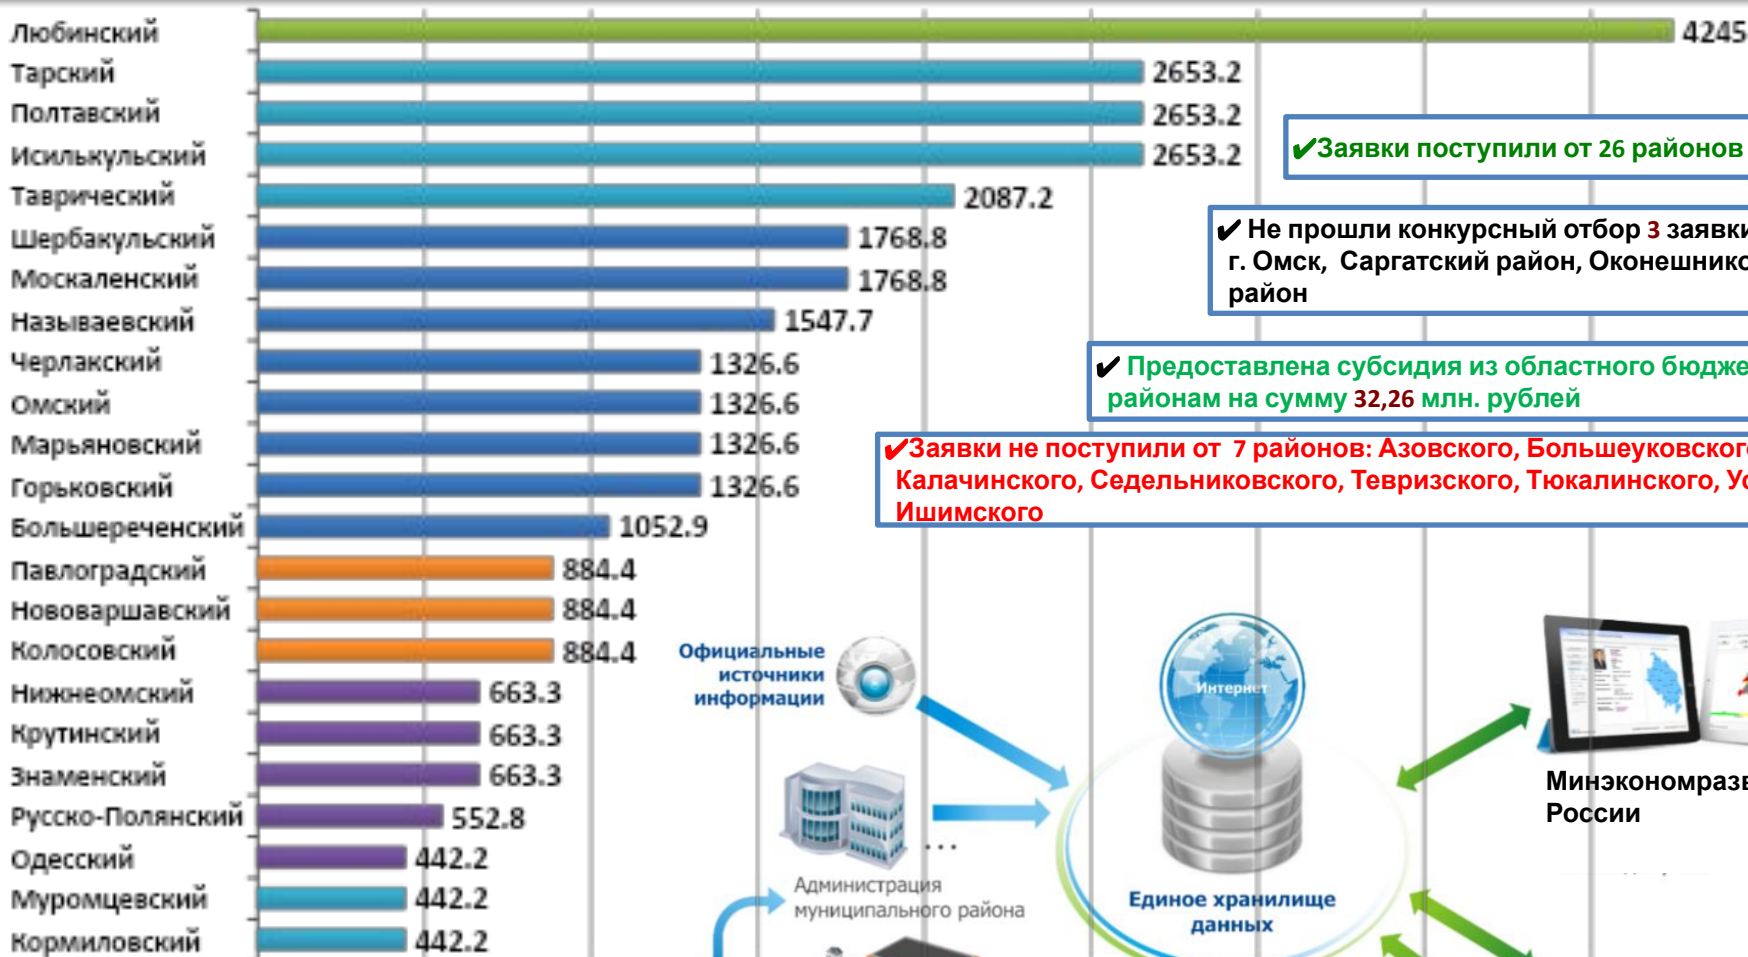 Любинский 4245
Тарский 2653.2
Полтавский 2653.2
Исилькульский 2653.2
Таврический 2087.2
Шербакульский 1768.8
Москаленский 1768.8
Называевский 1547.7
Черлакский 1326.6
Омский 1326.6
Марьяновский 1326.6
Горьковский 1326.6
Большереченский 1052.9
Павлоградский 884.4
Нововаршавский 884.4
Колосовский 884.4
Нижнеомский 663.3
Крутинский 663.3
Знаменский 663.3
Русско-Полянский 552.8
Одесский 442.2
Муромцевский 442.2
Кормиловский 442.2
✔Заявки поступили от 26 районов
✔ Не прошли конкурсный отбор 3 заявки
г. Омск, Саргатский район, Оконешнико
район
✔ Предоставлена субсидия из областного бюдже
районам на сумму 32,26 млн. рублей
✔Заявки не поступили от 7 районов: Азовского, Большеуковского
Калачинского, Седельниковского, Тевризского, Тюкалинского, Ус
Ишимского
Официальные
источники
информации
Интернет
Администрация
муниципального района
...
Единое хранилище
данных
Минэкономразв
России